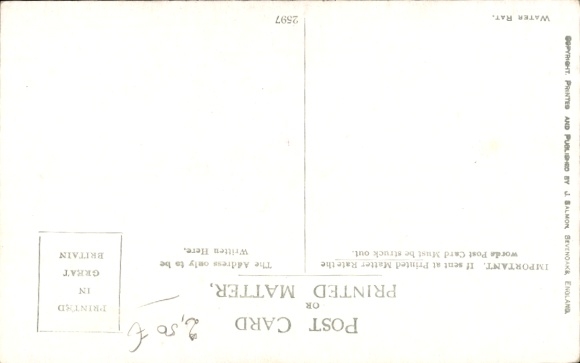 POST CARD
OR
PRINTED MATTER.
IMPORTANT. If sent at Printed Matter Rate the
words Post Card Must be struck out.
The Address only to be
Written Here.
PRINTED
IN
GREAT
BRITAIN
2,50 €
WATER RAT.
2597
COPYRIGHT. PRINTED AND PUBLISHED BY J. SALMON, SEVENOAKS, ENGLAND.